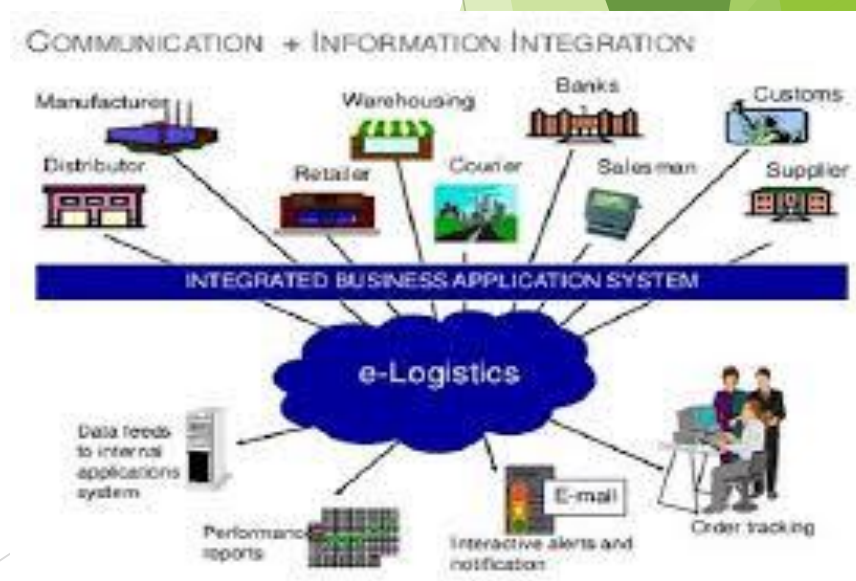 COMMUNICATION + INFORMATION INTEGRATION
Manufacturer
Warehousing
Banks
Customs
Distributor
Retailer
Courier
Salesman
Supplier
INTEGRATED BUSINESS APPLICATION SYSTEM
e-Logistics
Data feeds
to internal
applications
system
Performance
reports
E-mail
Interactive alerts and
notification
Order tracking